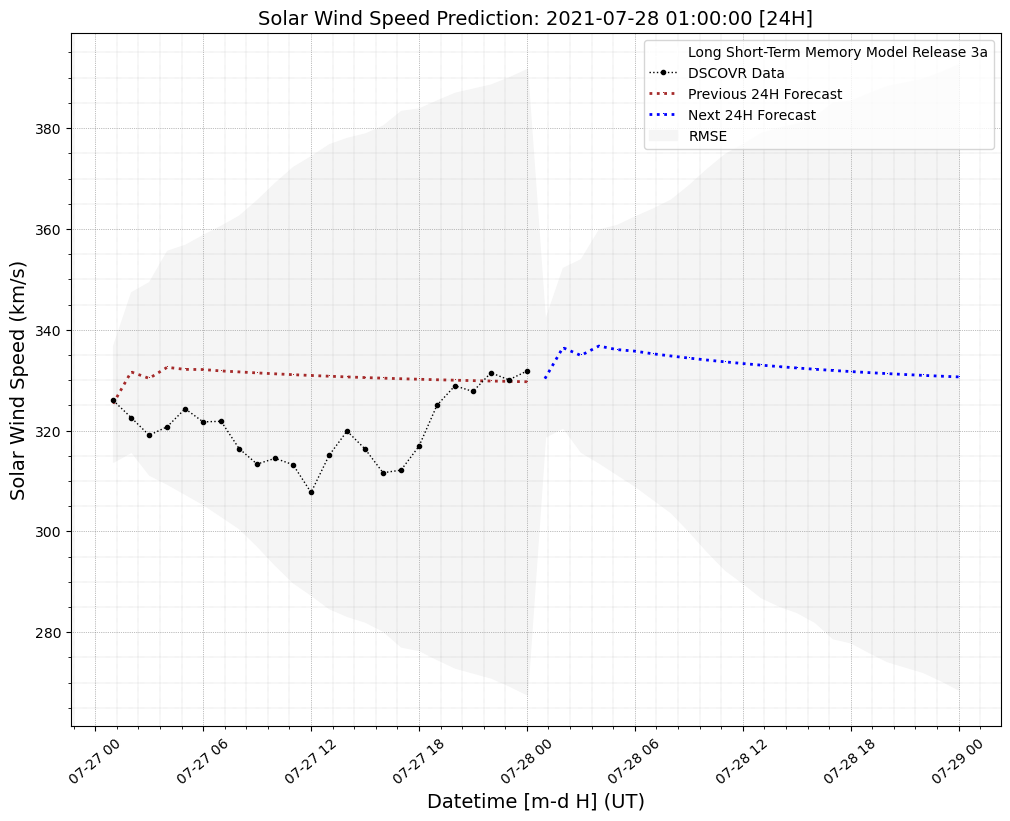 Solar Wind Speed Prediction: 2021-07-28 01:00:00 [24H]
Long Short-Term Memory Model Release 3a
DSCOVR Data
Previous 24H Forecast
Next 24H Forecast
RMSE
Solar Wind Speed (km/s)
380
360
340
320
300
280
07-27 00
07-27 06
07-27 12
07-27 18
07-28 00
07-28 06
07-28 12
07-28 18
07-29 00
Datetime [m-d H] (UT)